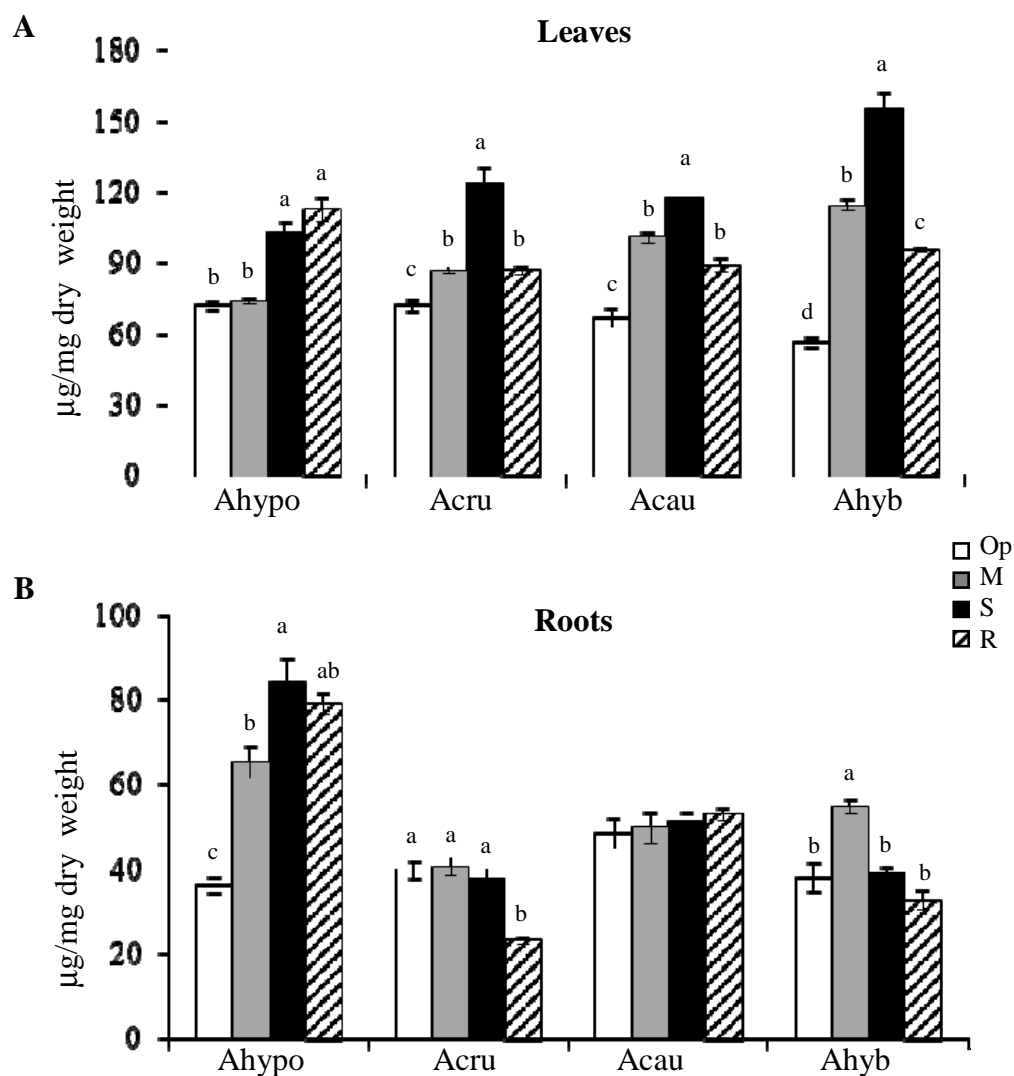 A
Leaves
180
150
120
90
60
30
0
µg/mg dry weight
b b a a
c b a b
c b a b
d b a c
Ahypo Acru Acau Ahyb
Op
M
S
R
B
Roots
100
80
60
40
20
0
µg/mg dry weight
c b a ab
a a a b
b a b b
Ahypo Acru Acau Ahyb